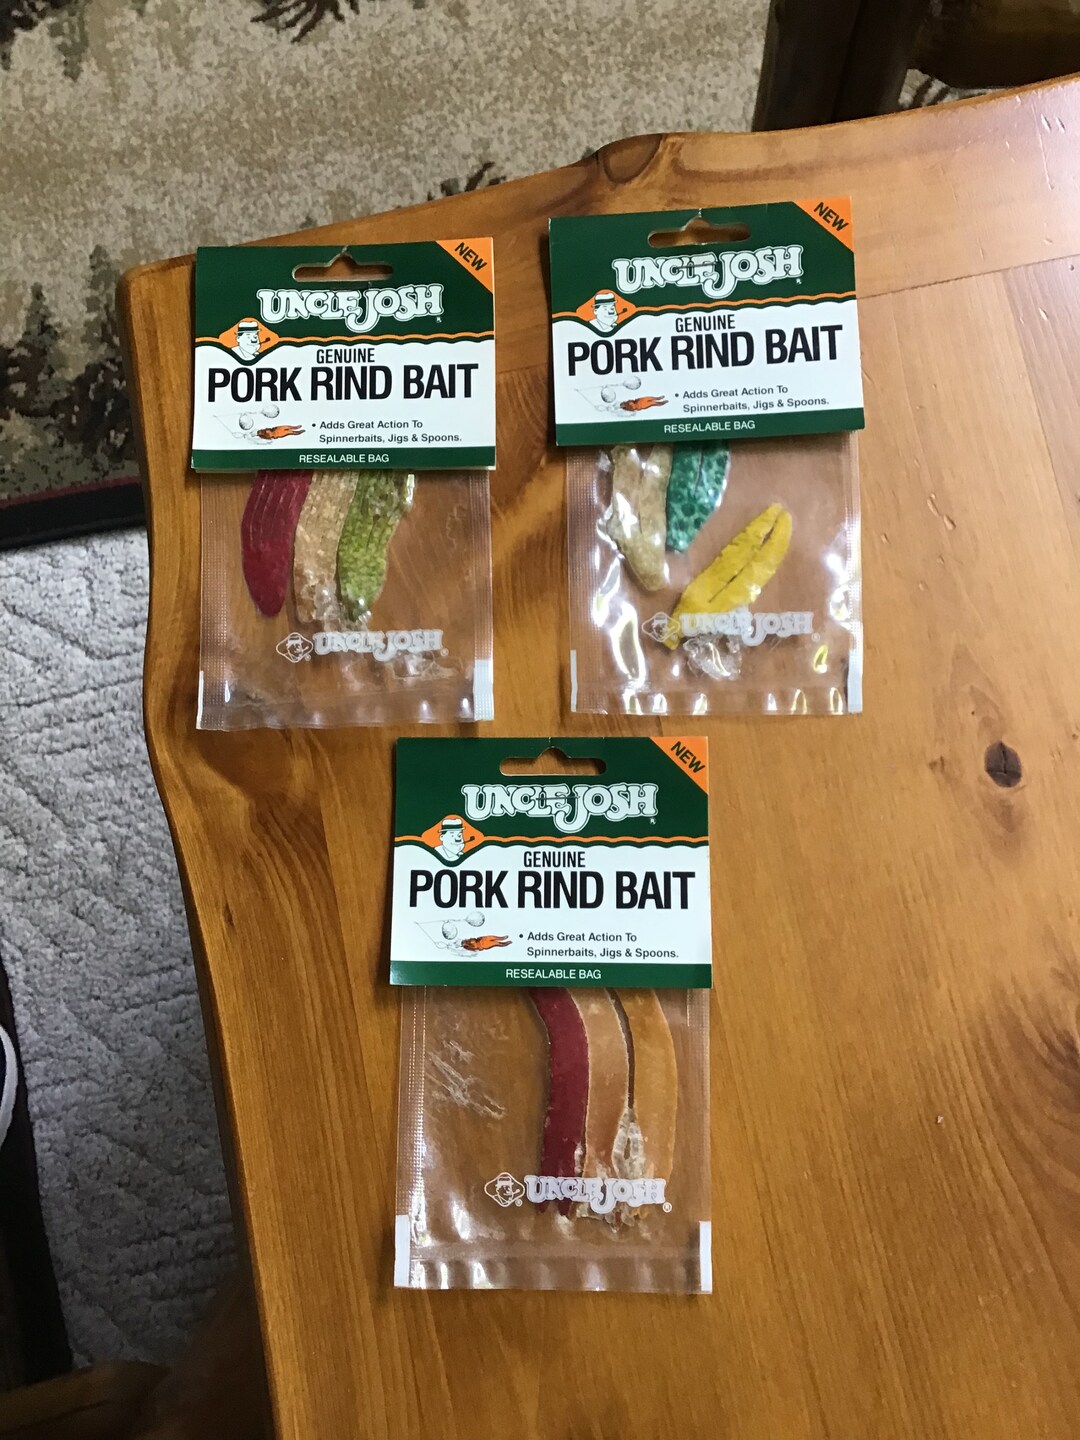 NEW
UNCLE JOSH
GENUINE
PORK RIND BAIT
• Adds Great Action To
Spinnerbaits, Jigs & Spoons.
RESEALABLE BAG
UNCLE JOSH®
NEW
UNCLE JOSH
GENUINE
PORK RIND BAIT
• Adds Great Action To
Spinnerbaits, Jigs & Spoons.
RESEALABLE BAG
UNCLE JOSH®
NEW
UNCLE JOSH
GENUINE
PORK RIND BAIT
• Adds Great Action To
Spinnerbaits, Jigs & Spoons.
RESEALABLE BAG
UNCLE JOSH®